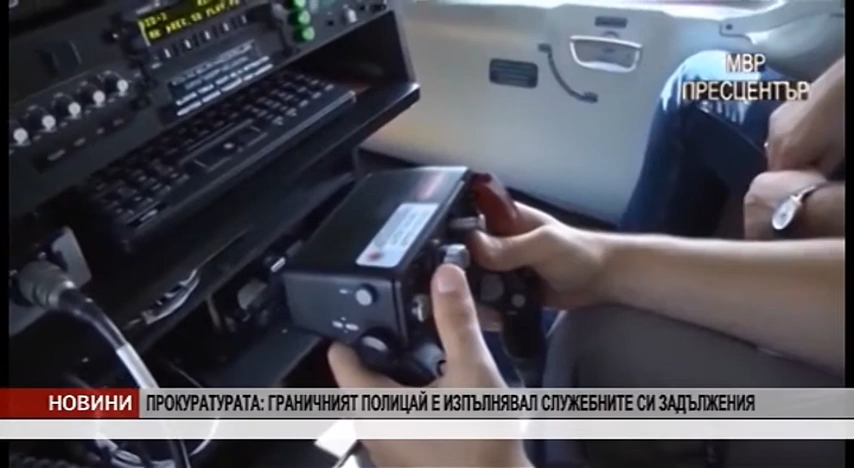 МВР
ПРЕСЦЕНТЪР
НОВИНИ
ПРОКУРАТУРАТА: ГРАНИЧНИЯТ ПОЛИЦАЙ Е ИЗПЪЛНЯВАЛ СЛУЖЕБНИТЕ СИ ЗАДЪЛЖЕНИЯ